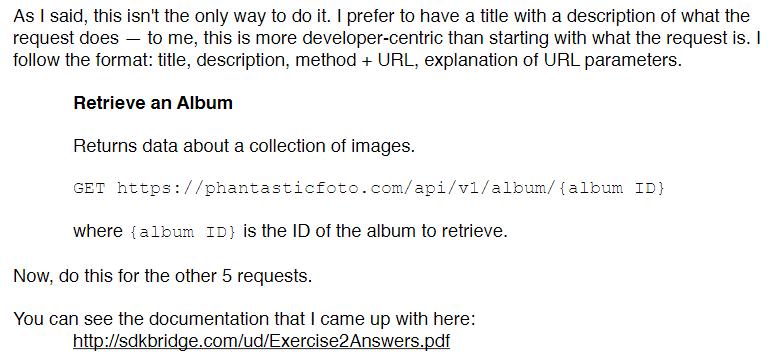 As I said, this isn't the only way to do it. I prefer to have a title with a description of what the
request does — to me, this is more developer-centric than starting with what the request is. I
follow the format: title, description, method + URL, explanation of URL parameters.
Retrieve an Album
Returns data about a collection of images.
GET https://phantasticfoto.com/api/v1/album/{album ID}
where {album ID} is the ID of the album to retrieve.
Now, do this for the other 5 requests.
You can see the documentation that I came up with here:
http://sdkbridge.com/ud/Exercise2Answers.pdf